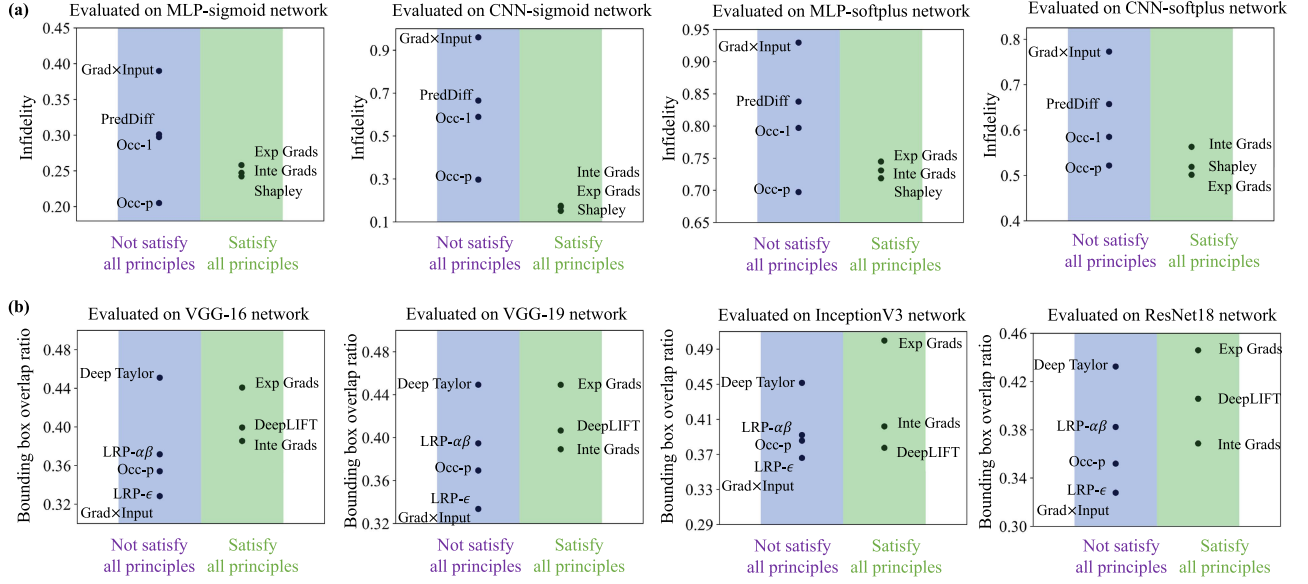 (a)
Evaluated on MLP-sigmoid network
Infidelity
0.45
0.40
0.35
0.30
0.25
0.20
Grad×Input
PredDiff
Occ-1
Occ-p
Exp Grads
Inte Grads
Shapley
Not satisfy
all principles
Satisfy
all principles
Evaluated on CNN-sigmoid network
Infidelity
0.9
0.7
0.5
0.3
0.1
Grad×Input
PredDiff
Occ-1
Occ-p
Inte Grads
Exp Grads
Shapley
Not satisfy
all principles
Satisfy
all principles
Evaluated on MLP-softplus network
Infidelity
0.95
0.90
0.85
0.80
0.75
0.70
0.65
Grad×Input
PredDiff
Occ-1
Occ-p
Exp Grads
Inte Grads
Shapley
Not satisfy
all principles
Satisfy
all principles
Evaluated on CNN-softplus network
Infidelity
0.8
0.7
0.6
0.5
0.4
Grad×Input
PredDiff
Occ-1
Occ-p
Inte Grads
Shapley
Exp Grads
Not satisfy
all principles
Satisfy
all principles
(b)
Evaluated on VGG-16 network
Bounding box overlap ratio
0.48
0.44
0.40
0.36
0.32
Deep Taylor
LRP-αβ
Occ-p
LRP-ϵ
Grad×Input
Exp Grads
DeepLIFT
Inte Grads
Not satisfy
all principles
Satisfy
all principles
Evaluated on VGG-19 network
Bounding box overlap ratio
0.48
0.44
0.40
0.36
0.32
Deep Taylor
LRP-αβ
Occ-p
LRP-ϵ
Grad×Input
Exp Grads
DeepLIFT
Inte Grads
Not satisfy
all principles
Satisfy
all principles
Evaluated on InceptionV3 network
Bounding box overlap ratio
0.49
0.45
0.41
0.37
0.33
0.29
Deep Taylor
LRP-αβ
Occ-p
LRP-ϵ
Grad×Input
Exp Grads
Inte Grads
DeepLIFT
Not satisfy
all principles
Satisfy
all principles
Evaluated on ResNet18 network
Bounding box overlap ratio
0.46
0.42
0.38
0.34
0.30
Deep Taylor
LRP-αβ
Occ-p
LRP-ϵ
Grad×Input
Exp Grads
DeepLIFT
Inte Grads
Not satisfy
all principles
Satisfy
all principles